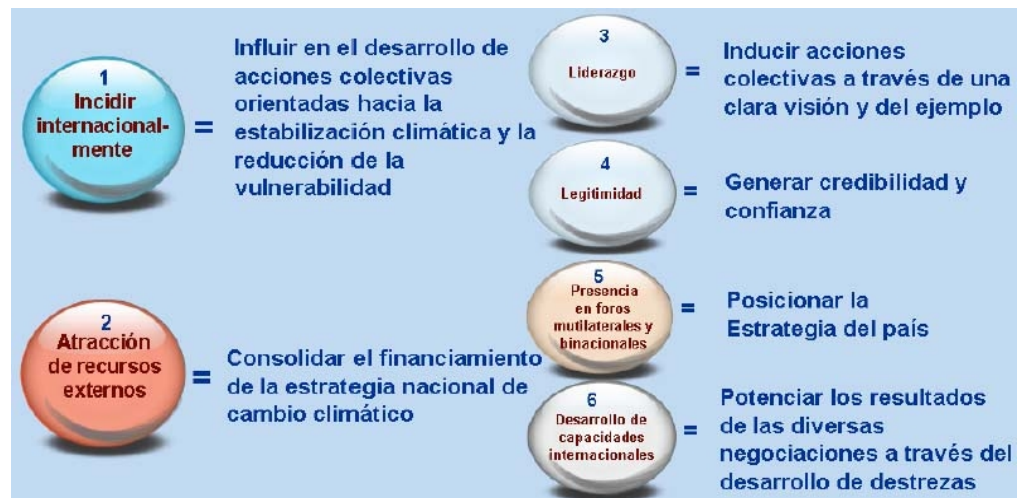 1
Incidir
internacional-
mente
=
Influir en el desarrollo de
acciones colectivas
orientadas hacia la
estabilización climática y la
reducción de la
vulnerabilidad
2
Atracción
de recursos
externos
=
Consolidar el financiamiento
de la estrategia nacional de
cambio climático
3
Liderazgo
=
Inducir acciones
colectivas a través de una
clara visión y del ejemplo
4
Legitimidad
=
Generar credibilidad y
confianza
5
Presencia
en foros
mutilaterales y
binacionales
=
Posicionar la
Estrategia del país
6
Desarrollo de
capacidades
internacionales
=
Potenciar los resultados
de las diversas
negociaciones a través del
desarrollo de destrezas